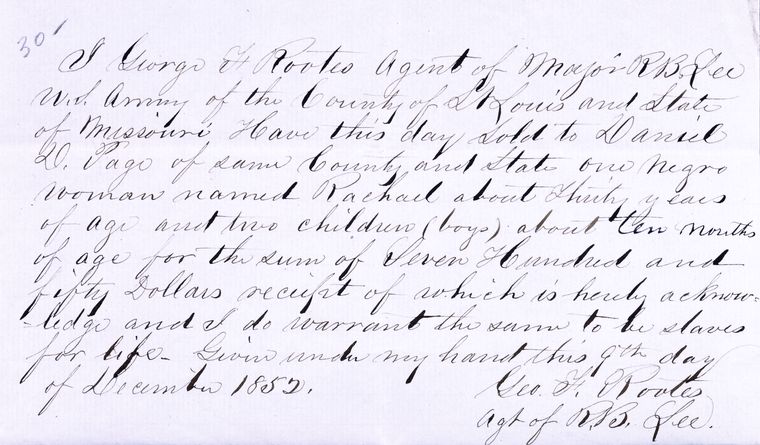 30
I George F Rootes Agent of Major R.B. Lee
U.S. Army of the County of St Louis and State
of Missouri Have this day Sold to Daniel
D. Page of same County and State one Negro
woman named Rachael about Thirty years
of age and two children (boys) about ten months
of age for the sum of Seven Hundred and
fifty Dollars receipt of which is hereby acknow-
-ledge and I do warrant the same to be slaves
for life - Given under my hand this 9th day
of December 1852.
Geo. F. Rootes
Agt of R.B. Lee.